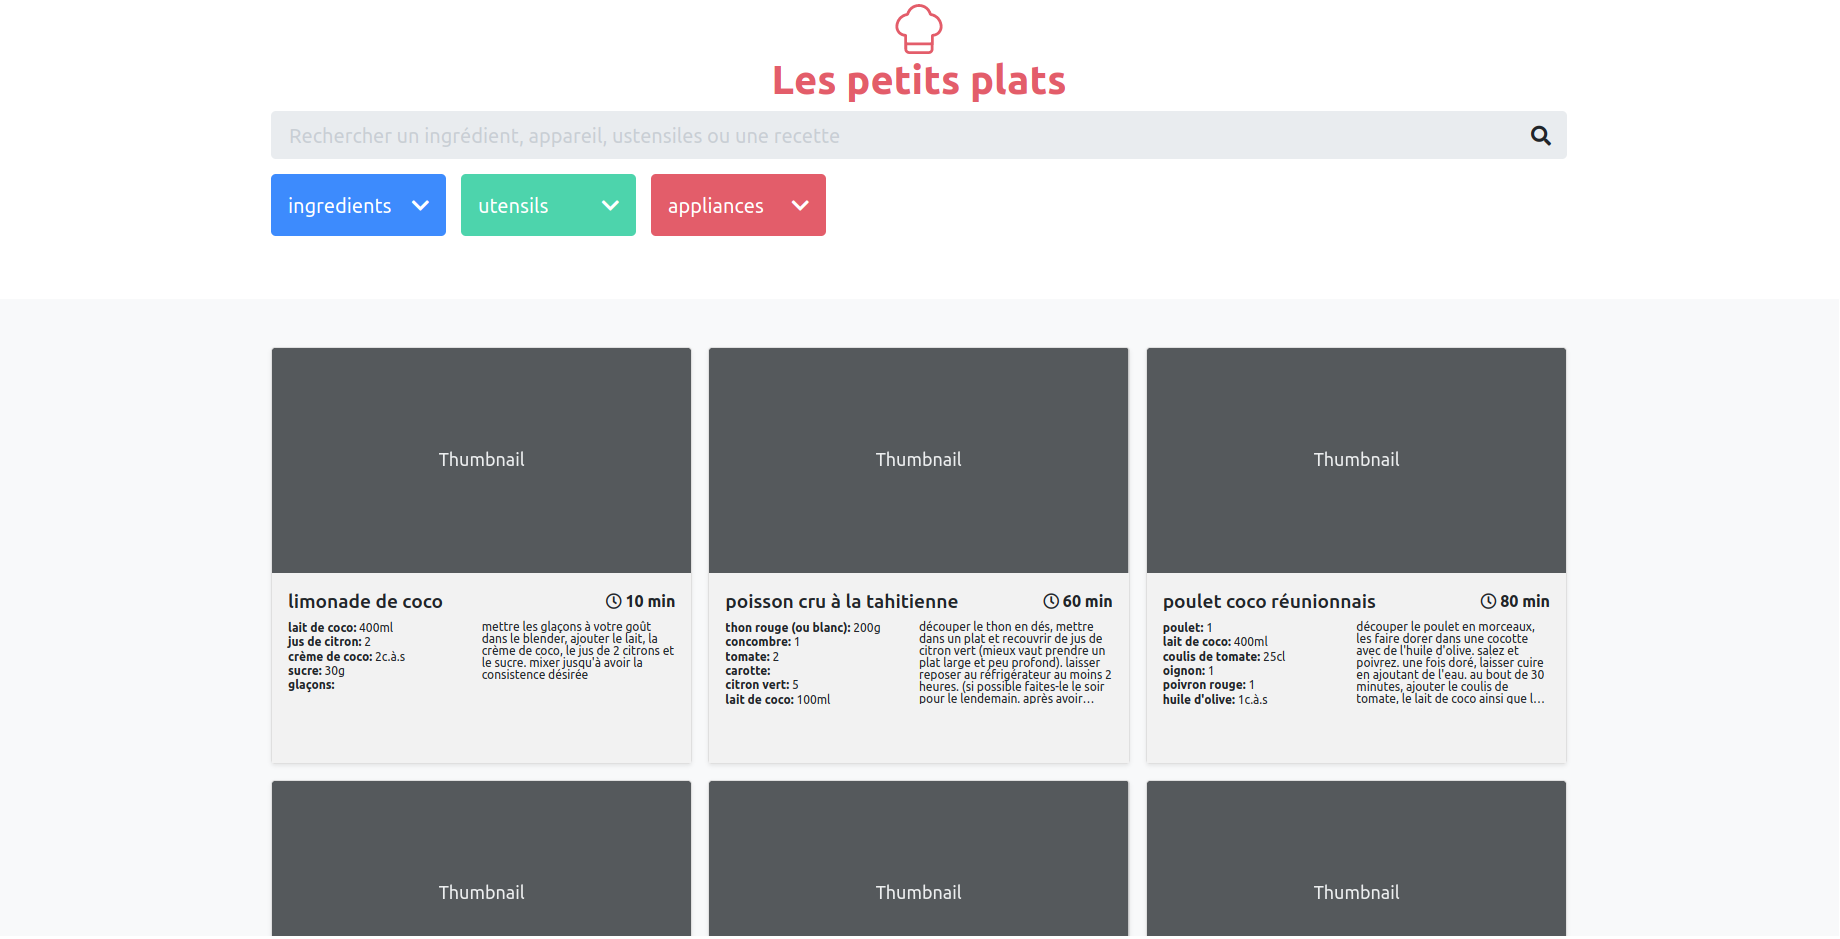 Les petits plats
Rechercher un ingrédient, appareil, ustensiles ou une recette
ingredients
utensils
appliances
Thumbnail
limonade de coco
10 min
lait de coco: 400ml
jus de citron: 2
crème de coco: 2c.à.s
sucre: 30g
glaçons:
mettre les glaçons à votre goût
dans le blender, ajouter le lait, la
crème de coco, le jus de 2 citrons et
le sucre. mixer jusqu'à avoir la
consistence désirée
Thumbnail
poisson cru à la tahitienne
60 min
thon rouge (ou blanc): 200g
concombre: 1
tomate: 2
carotte:
citron vert: 5
lait de coco: 100ml
découper le thon en dés, mettre
dans un plat et recouvrir de jus de
citron vert (mieux vaut prendre un
plat large et peu profond). laisser
reposer au réfrigérateur au moins 2
heures. (si possible faites-le le soir
pour le lendemain. après avoir…
Thumbnail
poulet coco réunionnais
80 min
poulet: 1
lait de coco: 400ml
coulis de tomate: 25cl
oignon: 1
poivron rouge: 1
huile d'olive: 1c.à.s
découper le poulet en morceaux,
les faire dorer dans une cocotte
avec de l'huile d'olive. salez et
poivrez. une fois doré, laisser cuire
en ajoutant de l'eau. au bout de 30
minutes, ajouter le coulis de
tomate, le lait de coco ainsi que l…
Thumbnail
Thumbnail
Thumbnail